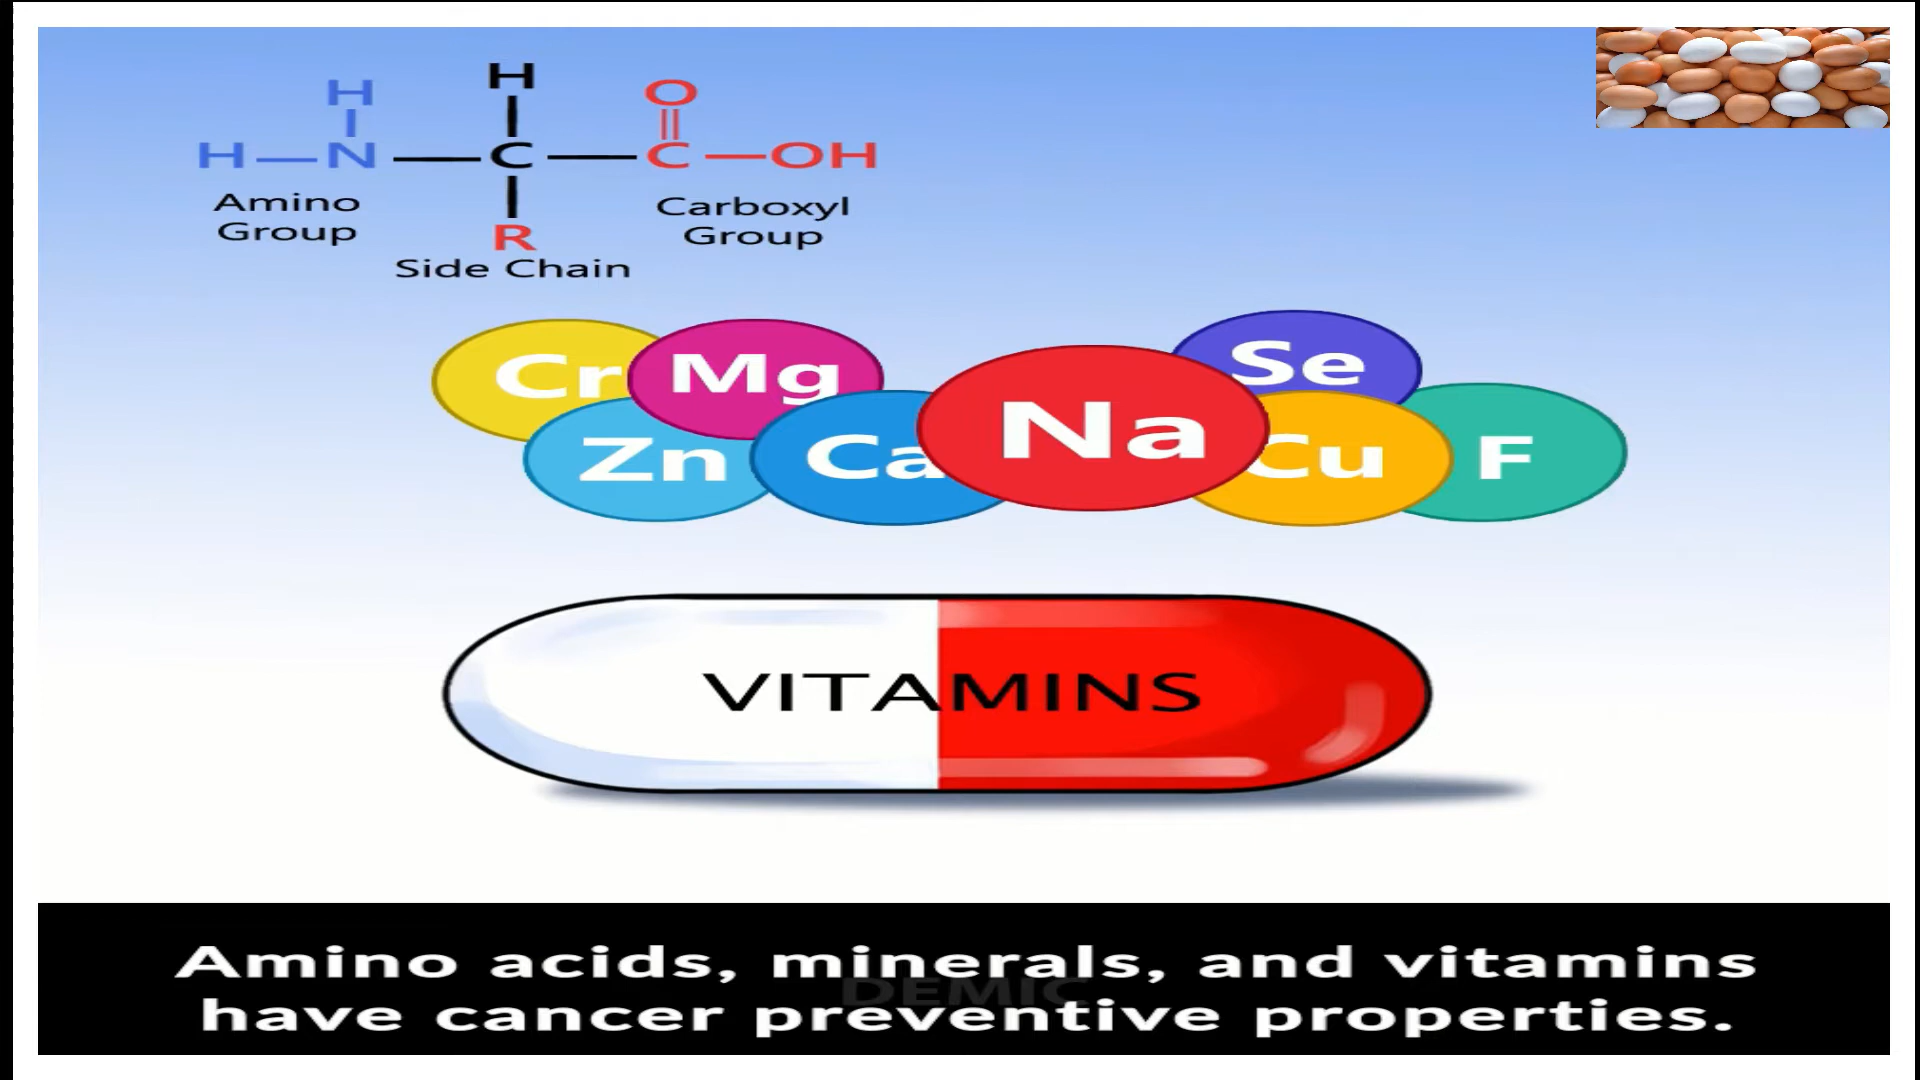 H
H
O
H
N
C
C
OH
Amino
Group
Carboxyl
Group
R
Side Chain
Cr
Mg
Se
Zn
Ca
Na
Cu
F
VITAMINS
Amino acids, minerals, and vitamins
DEMIC
have cancer preventive properties.